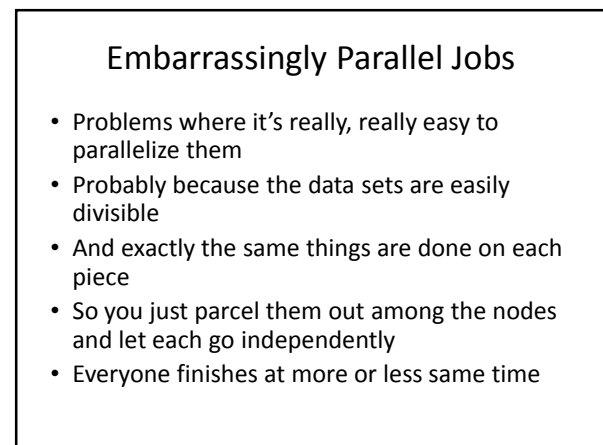 Embarrassingly Parallel Jobs
• Problems where it’s really, really easy to
parallelize them
• Probably because the data sets are easily
divisible
• And exactly the same things are done on each
piece
• So you just parcel them out among the nodes
and let each go independently
• Everyone finishes at more or less same time